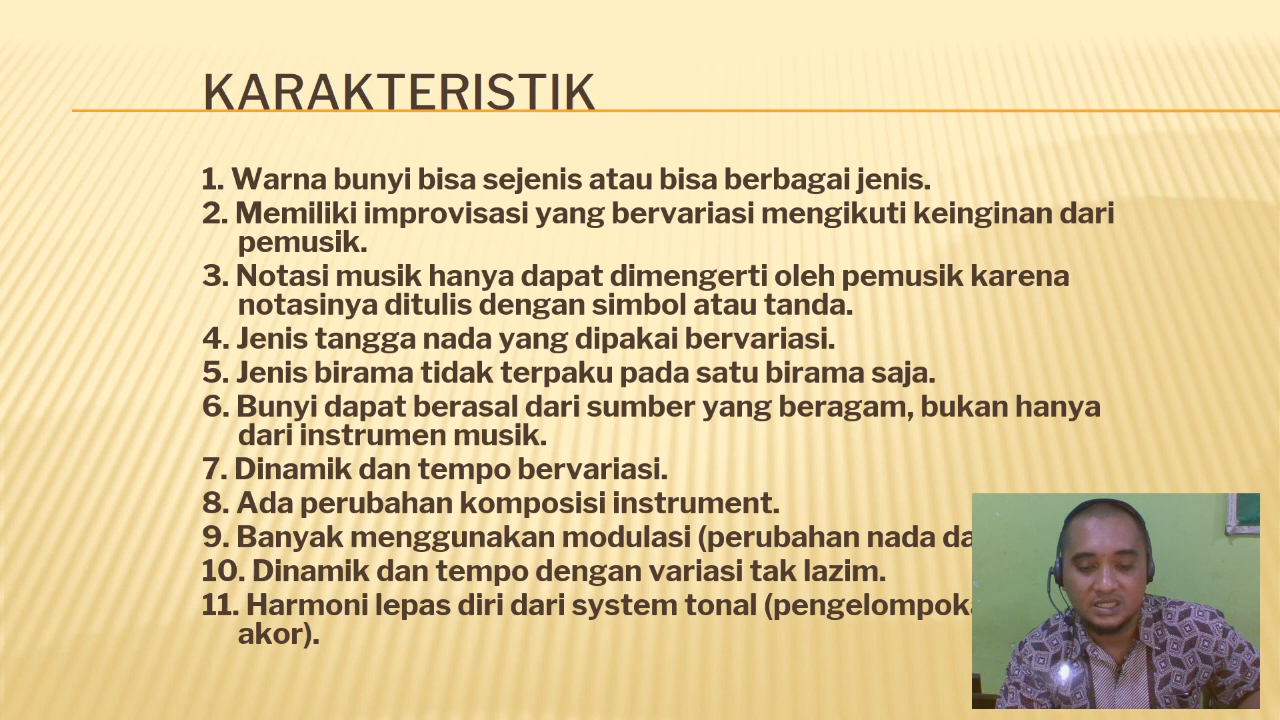 KARAKTERISTIK
1. Warna bunyi bisa sejenis atau bisa berbagai jenis.
2. Memiliki improvisasi yang bervariasi mengikuti keinginan dari
pemusik.
3. Notasi musik hanya dapat dimengerti oleh pemusik karena
notasinya ditulis dengan simbol atau tanda.
4. Jenis tangga nada yang dipakai bervariasi.
5. Jenis birama tidak terpaku pada satu birama saja.
6. Bunyi dapat berasal dari sumber yang beragam, bukan hanya
dari instrumen musik.
7. Dinamik dan tempo bervariasi.
8. Ada perubahan komposisi instrument.
9. Banyak menggunakan modulasi (perubahan nada
10. Dinamik dan tempo dengan variasi tak lazim.
11. Harmoni lepas diri dari system tonal
akor).